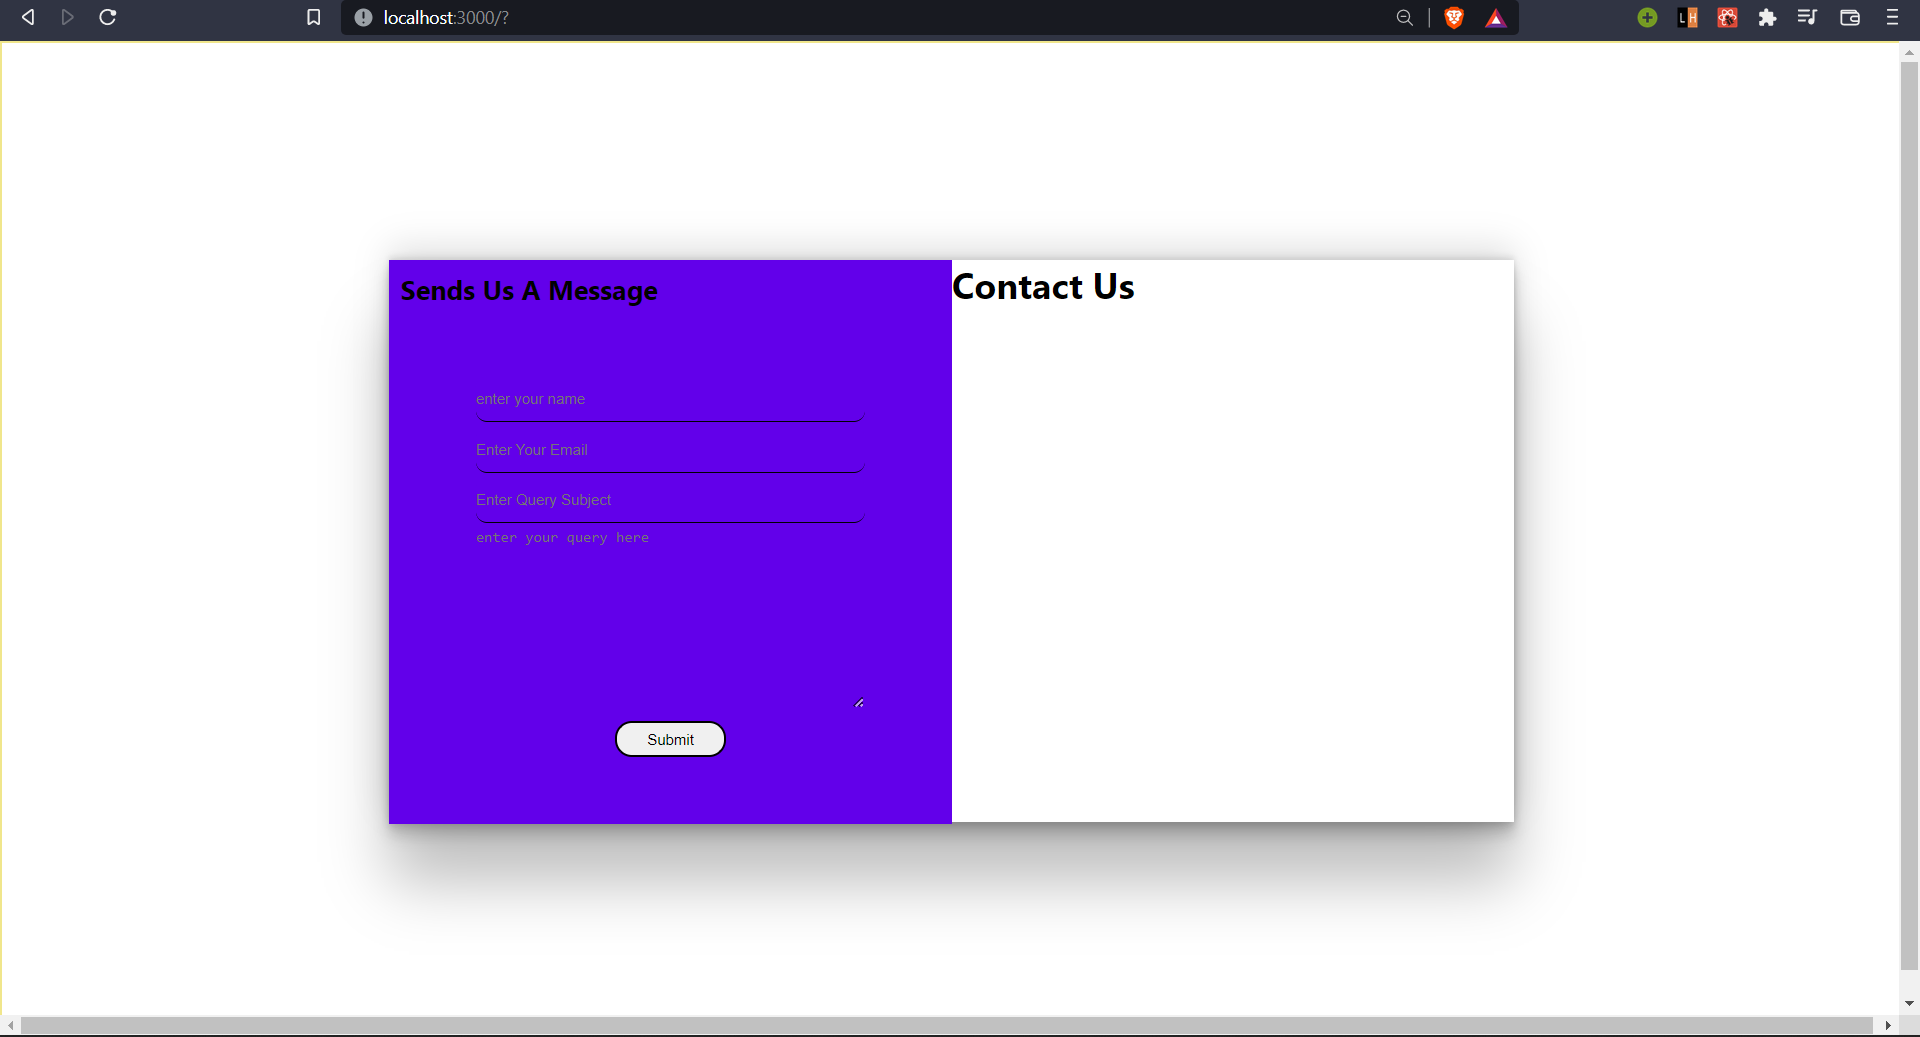 localhost:3000/?
L H
Sends Us A Message
Contact Us
enter your name
Enter Your Email
Enter Query Subject
enter your query here
Submit